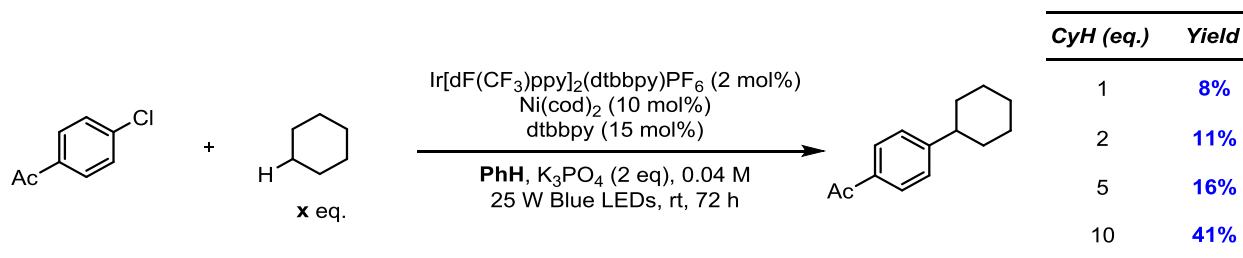 CyH (eq.) Yield
1 8%
2 11%
5 16%
10 41%
Ir[dF(CF₃)ppy]₂(dtbbpy)PF₆ (2 mol%)
Ni(cod)₂ (10 mol%)
dtbbpy (15 mol%)
PhH, K₃PO₄ (2 eq), 0.04 M
25 W Blue LEDs, rt, 72 h
Cl
Ac
+
H
x eq.
Ac